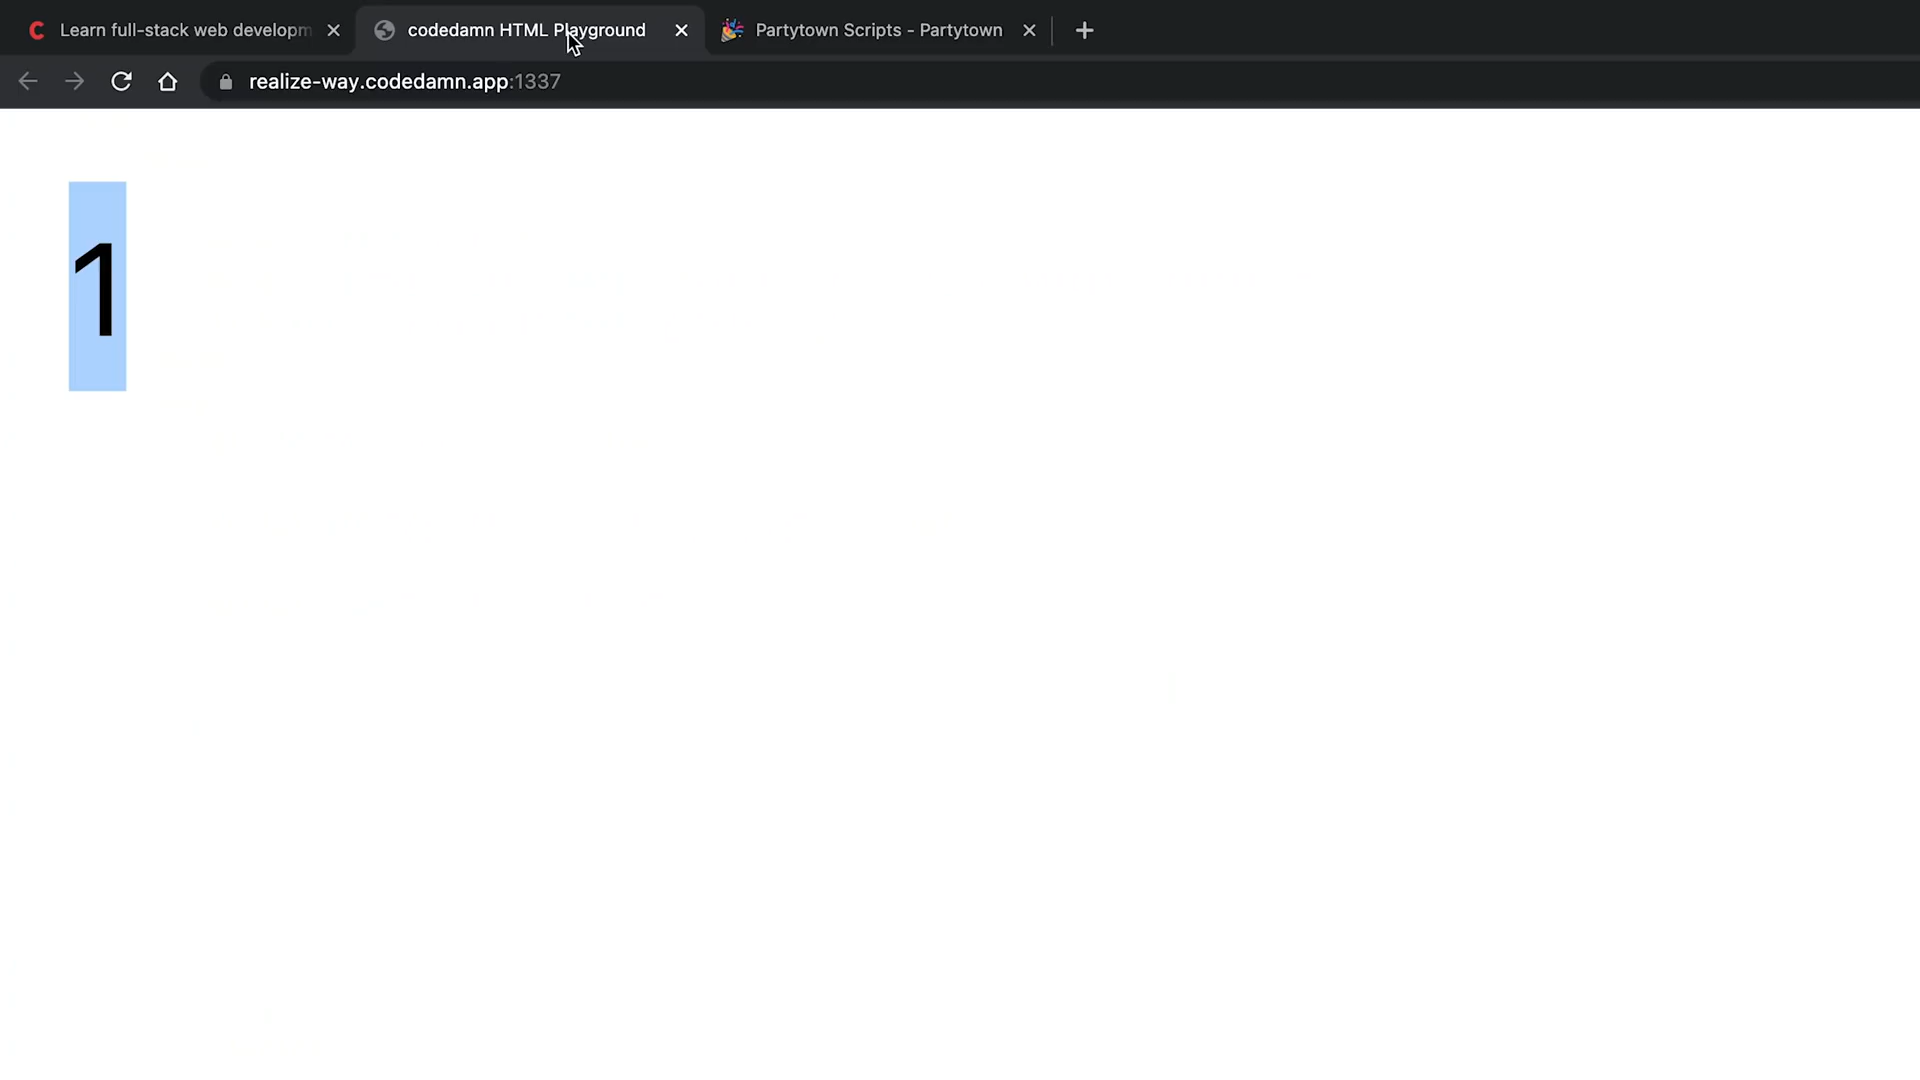 Learn full-stack web developm
codedamn HTML Playground
Partytown Scripts - Partytown
realize-way.codedamn.app:1337
1